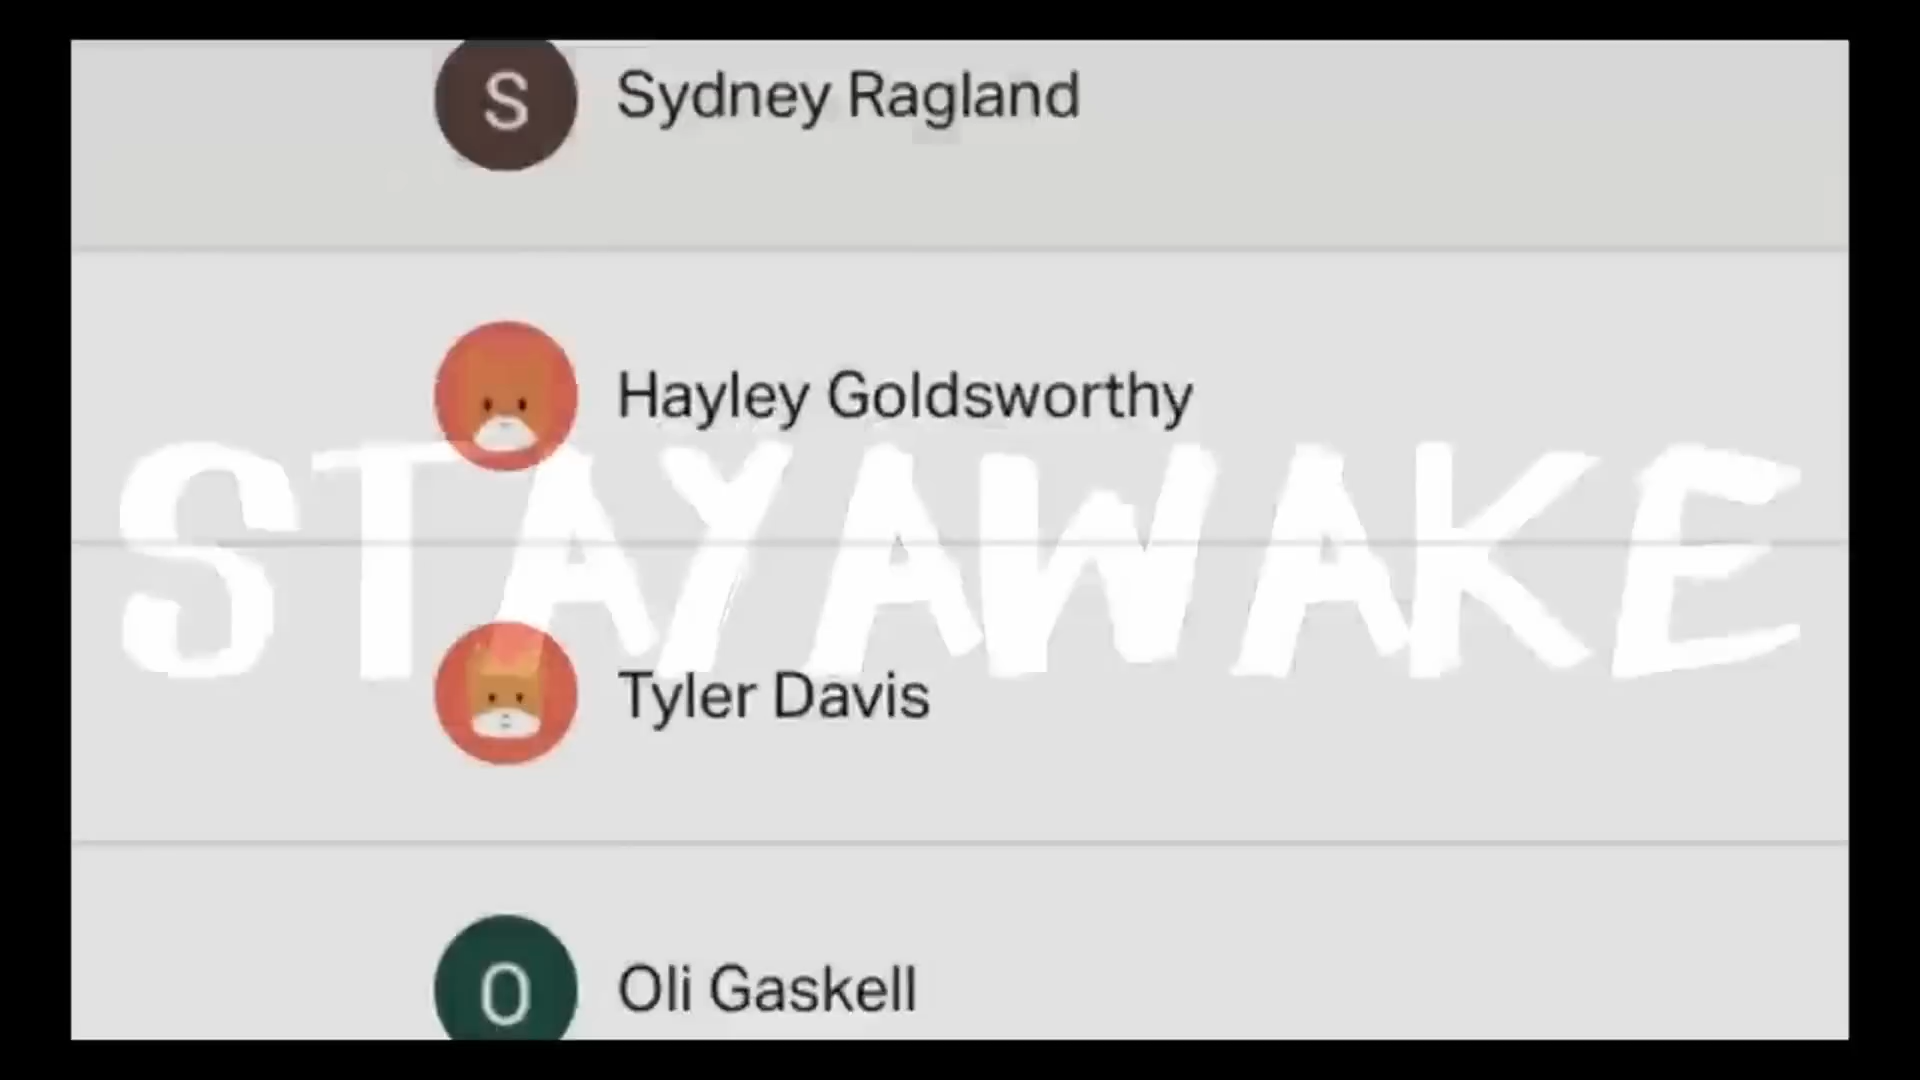 S Sydney Ragland
Hayley Goldsworthy
STAYAWAKE
Tyler Davis
O Oli Gaskell